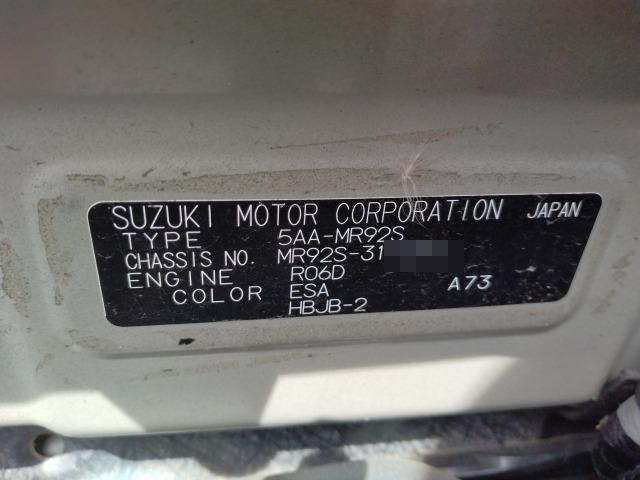 SUZUKI MOTOR CORPORATION JAPAN
TYPE 5AA-MR92S
CHASSIS NO. MR92S-31
ENGINE R06D
COLOR ESA A73
HBJB-2